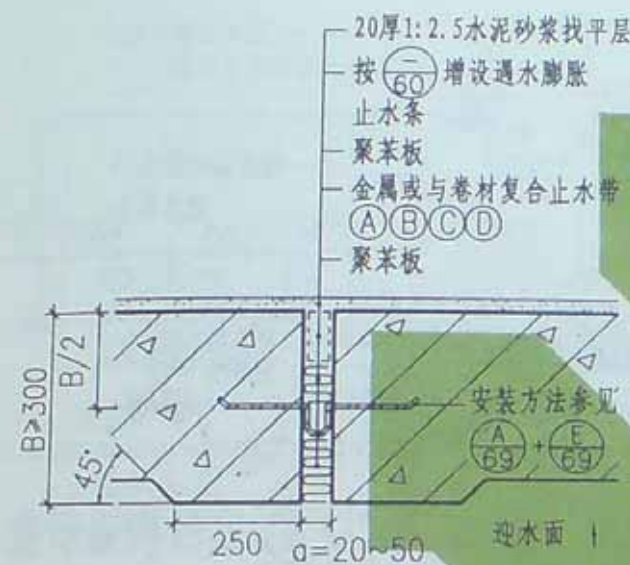 20厚1:2.5水泥砂浆找平层
按 一/60 增设遇水膨胀
止水条
聚苯板
金属或与卷材复合止水带
Ⓐ Ⓑ Ⓒ Ⓓ
聚苯板
B/2
B≥300
45°
安装方法参见
A/69 + E/69
250
a=20~50
迎水面